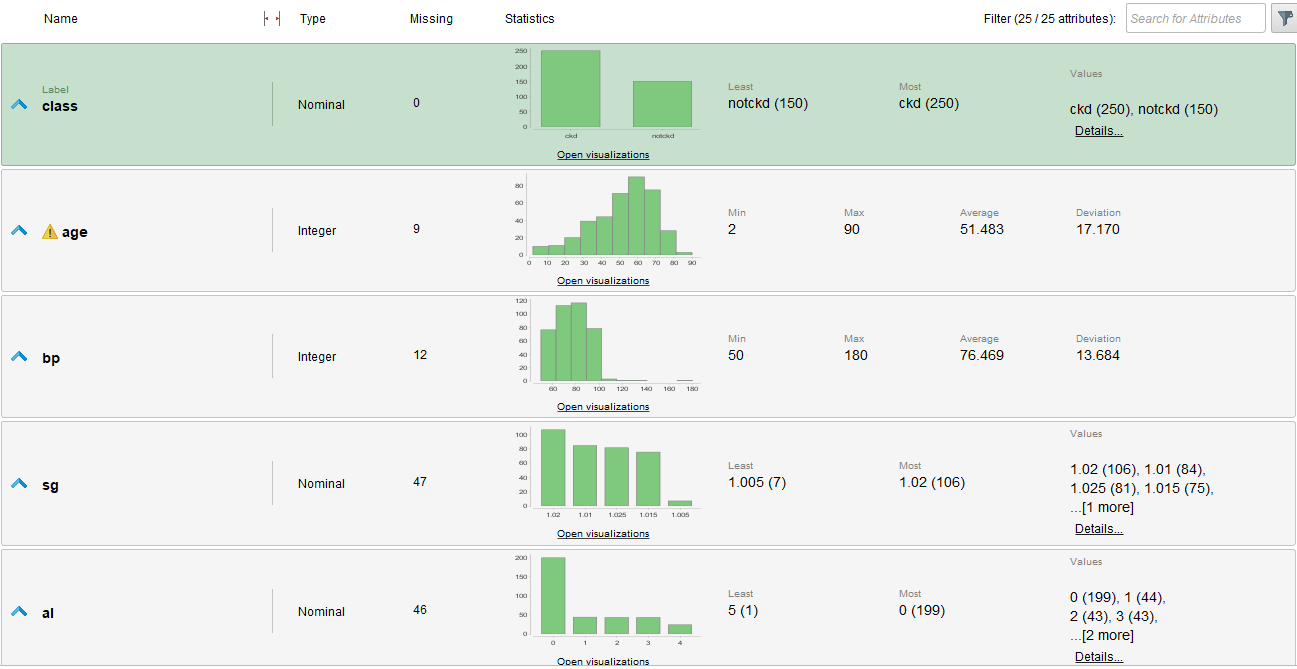 Name Type Missing Statistics Filter (25 / 25 attributes): Search for Attributes
Label
class Nominal 0 Least Most Values
notckd (150) ckd (250) ckd (250), notckd (150)
Details...
250
200
150
100
50
0
ckd notckd
Open visualizations
age Integer 9 Min Max Average Deviation
2 90 51.483 17.170
80
60
40
20
0
0 10 20 30 40 50 60 70 80 90
Open visualizations
bp Integer 12 Min Max Average Deviation
50 180 76.469 13.684
120
100
80
60
40
20
0
60 80 100 120 140 160 180
Open visualizations
sg Nominal 47 Least Most Values
1.005 (7) 1.02 (106) 1.02 (106), 1.01 (84),
1.025 (81), 1.015 (75),
...[1 more]
Details...
100
80
60
40
20
0
1.02 1.01 1.025 1.015 1.005
Open visualizations
al Nominal 46 Least Most Values
5 (1) 0 (199) 0 (199), 1 (44),
2 (43), 3 (43),
...[2 more]
Details...
200
150
100
50
0
0 1 2 3 4
Open visualizations